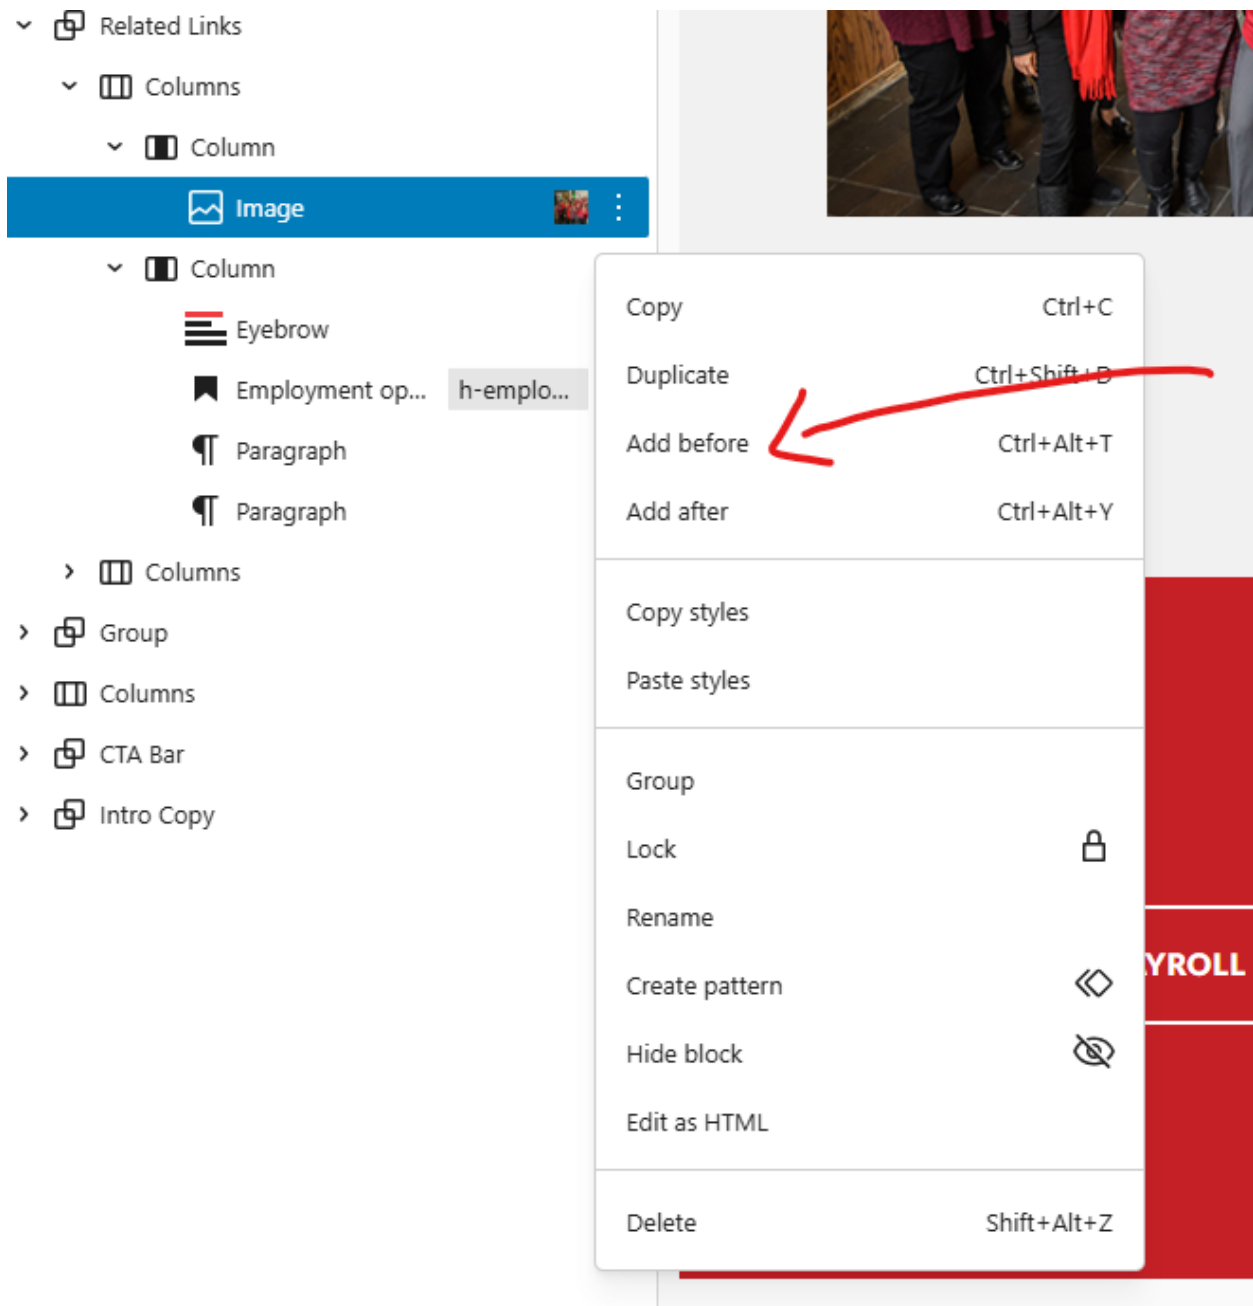 Related Links
Columns
Column
Image
Column
Eyebrow
Employment op... h-emplo...
Paragraph
Paragraph
Columns
Group
Columns
CTA Bar
Intro Copy
Copy Ctrl+C
Duplicate Ctrl+Shift+D
Add before Ctrl+Alt+T
Add after Ctrl+Alt+Y
Copy styles
Paste styles
Group
Lock
Rename
Create pattern
Hide block
Edit as HTML
Delete Shift+Alt+Z
YROLL